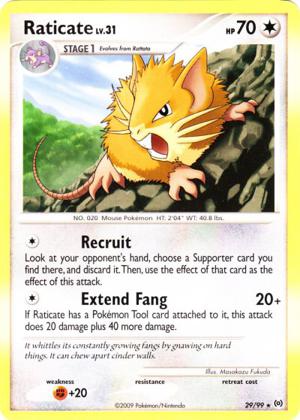 Raticate LV.31
HP 70
STAGE 1 Evolves from Rattata
NO. 020 Mouse Pokémon HT: 2'04" WT: 40.8 lbs.
Recruit
Look at your opponent's hand, choose a Supporter card you
find there, and discard it. Then, use the effect of that card as
the effect of this attack.
Extend Fang 20+
If Raticate has a Pokémon Tool card attached to it, this attack
does 20 damage plus 40 more damage.
It whittles its constantly growing fangs by gnawing on hard
things. It can chew apart cinder walls.
Illus. Masakazu Fukuda
weakness resistance retreat cost
+20
©2009 Pokémon/Nintendo 29/99 ★